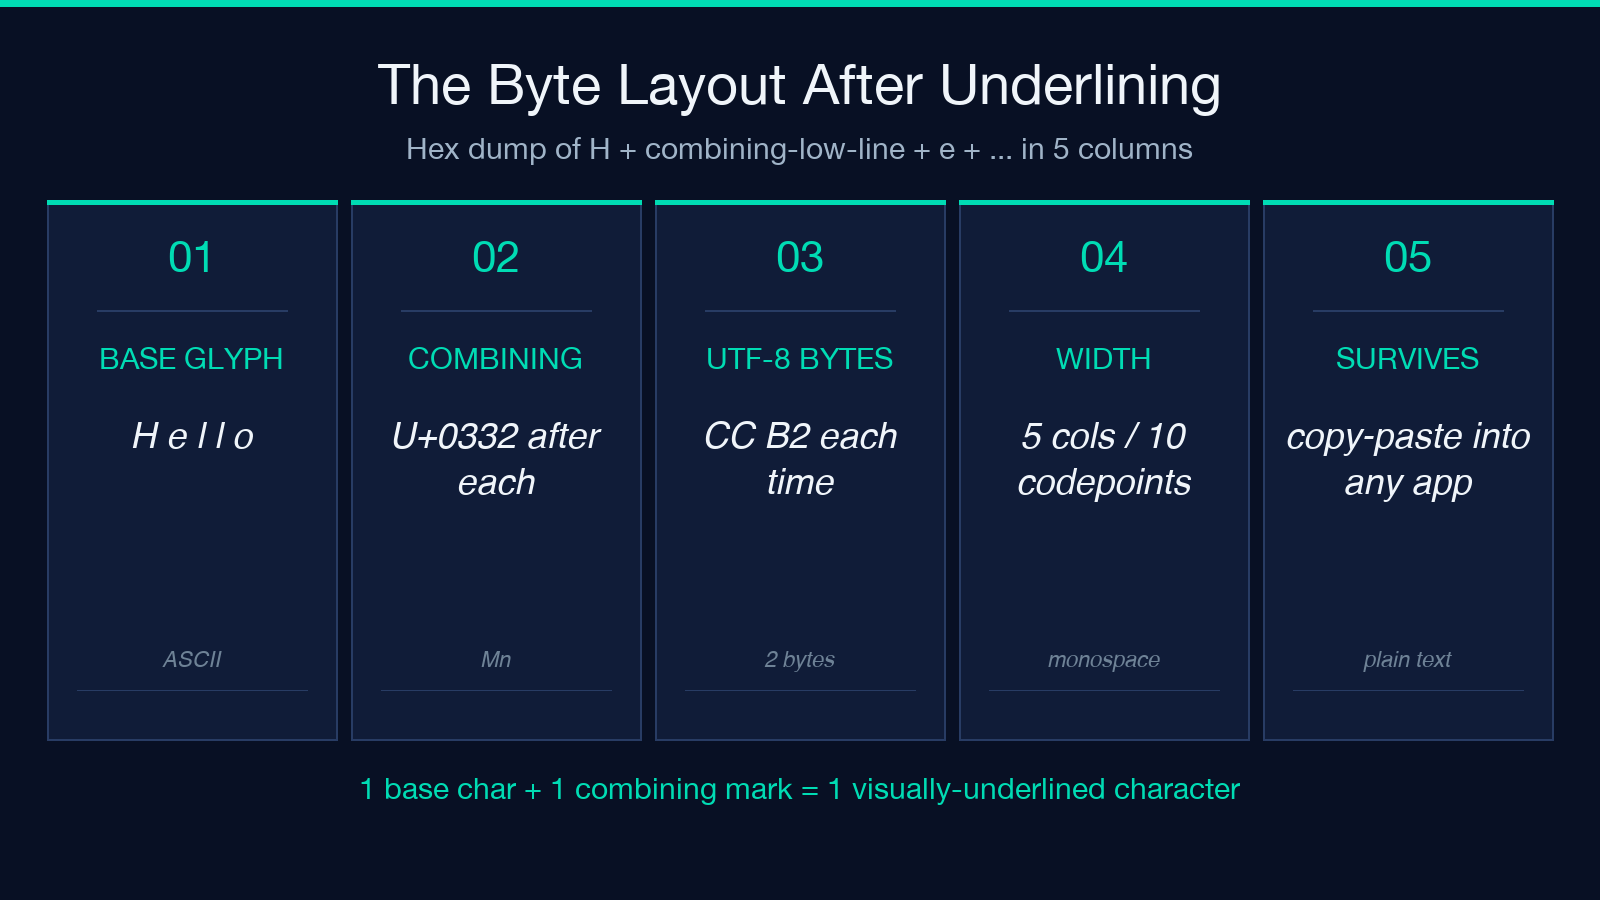 The Byte Layout After Underlining
Hex dump of H + combining-low-line + e + ... in 5 columns
01
BASE GLYPH
H e l l o
ASCII
02
COMBINING
U+0332 after
each
Mn
03
UTF-8 BYTES
CC B2 each
time
2 bytes
04
WIDTH
5 cols / 10
codepoints
monospace
05
SURVIVES
copy-paste into
any app
plain text
1 base char + 1 combining mark = 1 visually-underlined character